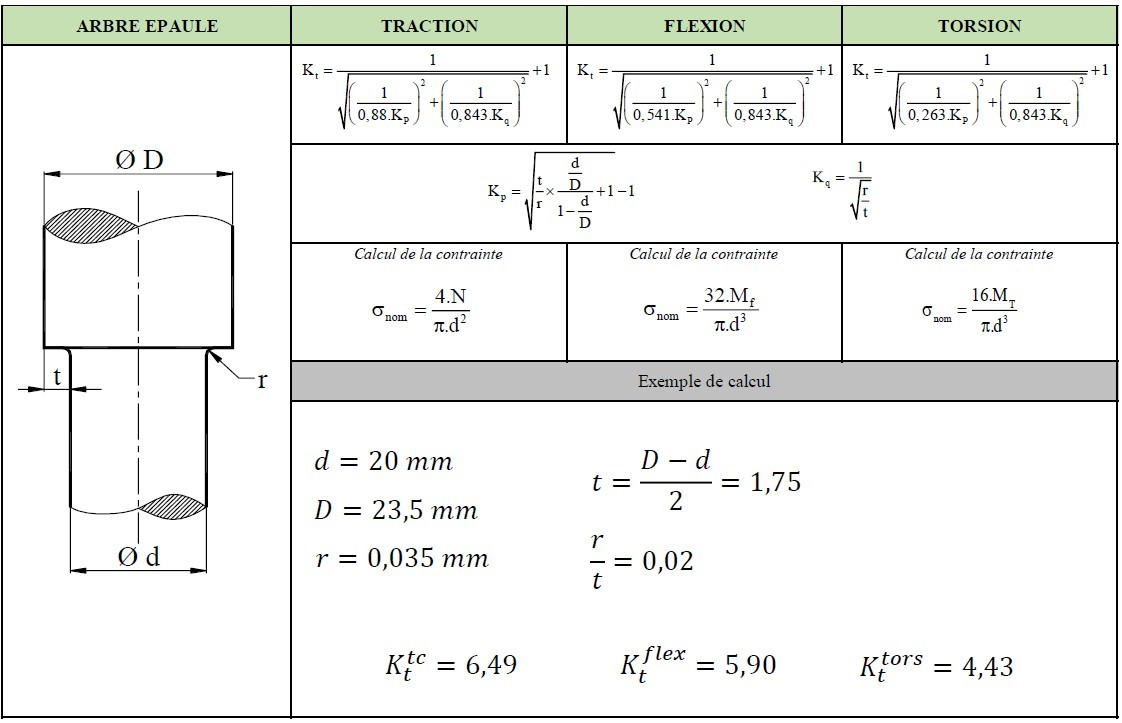 ARBRE EPAULE TRACTION FLEXION TORSION
K_t = 1 / √((1 / 0,88.K_P)² + (1 / 0,843.K_q)²) +1 K_t = 1 / √((1 / 0,541.K_P)² + (1 / 0,843.K_q)²) +1 K_t = 1 / √((1 / 0,263.K_P)² + (1 / 0,843.K_q)²) +1
K_p = √(t/r × (d/D) / (1−d/D) +1) −1 K_q = 1 / √(r/t)
Calcul de la contrainte Calcul de la contrainte Calcul de la contrainte
σ_nom = 4.N / π.d² σ_nom = 32.M_f / π.d³ σ_nom = 16.M_T / π.d³
Ø D
t
r
Ø d
Exemple de calcul
d = 20 mm
D = 23,5 mm
r = 0,035 mm
t = (D − d) / 2 = 1,75
r/t = 0,02
K_t^tc = 6,49 K_t^flex = 5,90 K_t^tors = 4,43